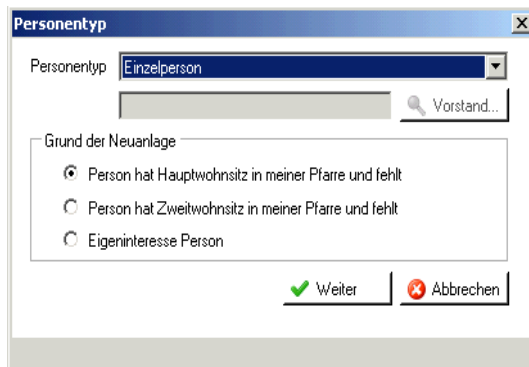 Personentyp
Personentyp Einzelperson
Vorstand...
Grund der Neuanlage
Person hat Hauptwohnsitz in meiner Pfarre und fehlt
Person hat Zweitwohnsitz in meiner Pfarre und fehlt
Eigeninteresse Person
Weiter Abbrechen